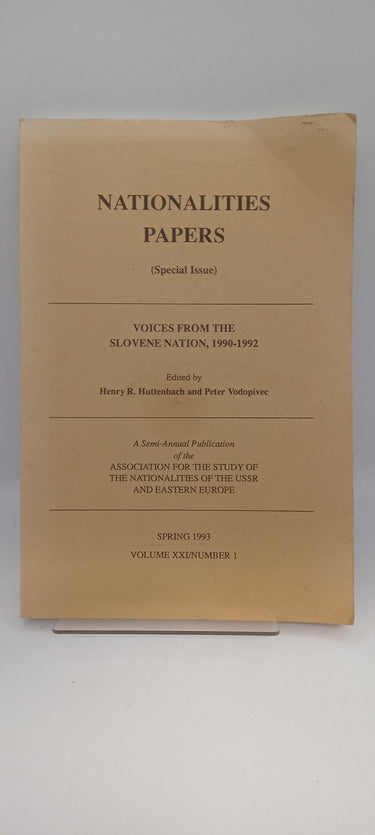 NATIONALITIES
PAPERS
(Special Issue)
VOICES FROM THE
SLOVENE NATION, 1990-1992
Edited by
Henry R. Huttenbach and Peter Vodopivec
A Semi-Annual Publication
of the
ASSOCIATION FOR THE STUDY OF
THE NATIONALITIES OF THE USSR
AND EASTERN EUROPE
SPRING 1993
VOLUME XXI/NUMBER 1